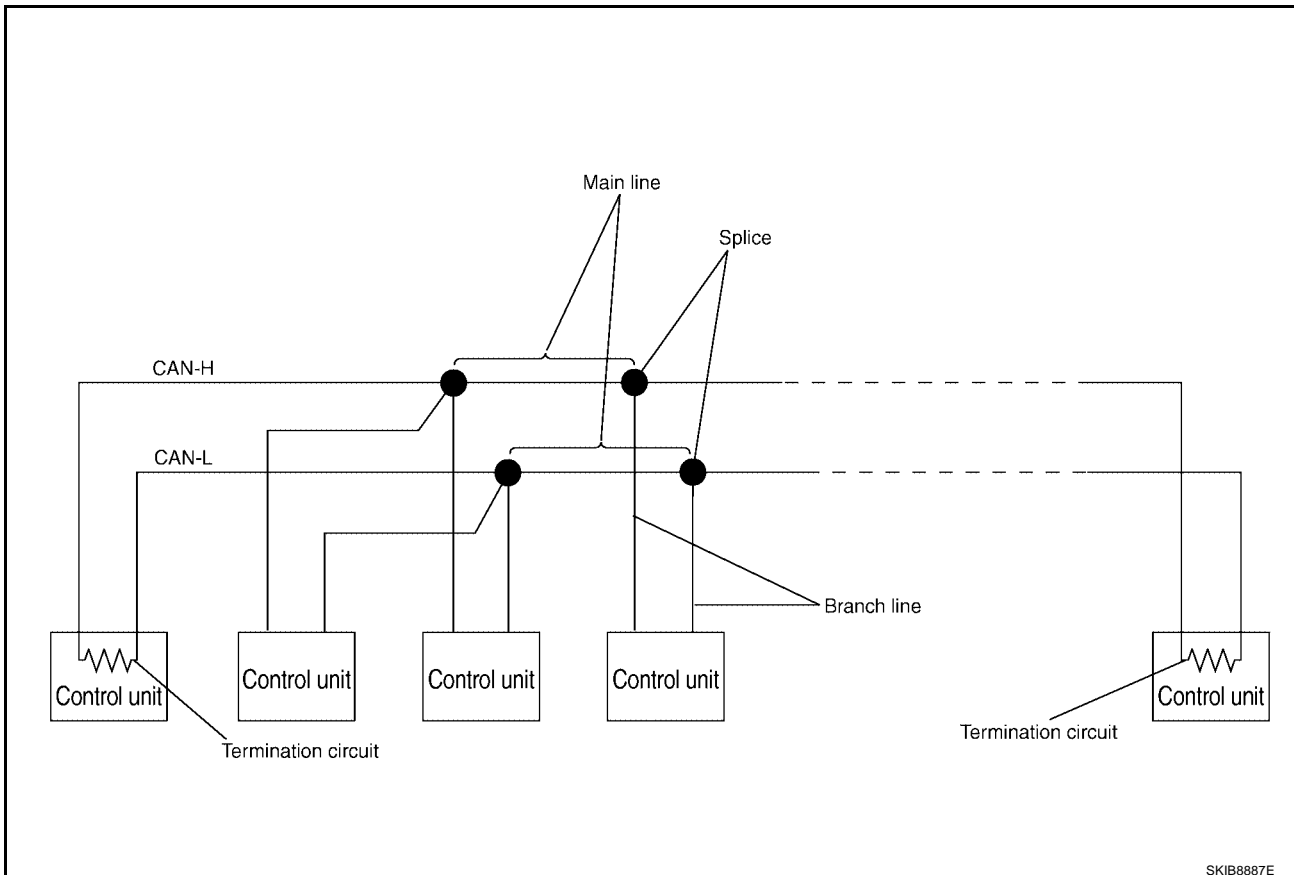 Main line
Splice
CAN-H
CAN-L
Branch line
Control unit
Control unit
Control unit
Control unit
Control unit
Termination circuit
Termination circuit
SKIB8887E